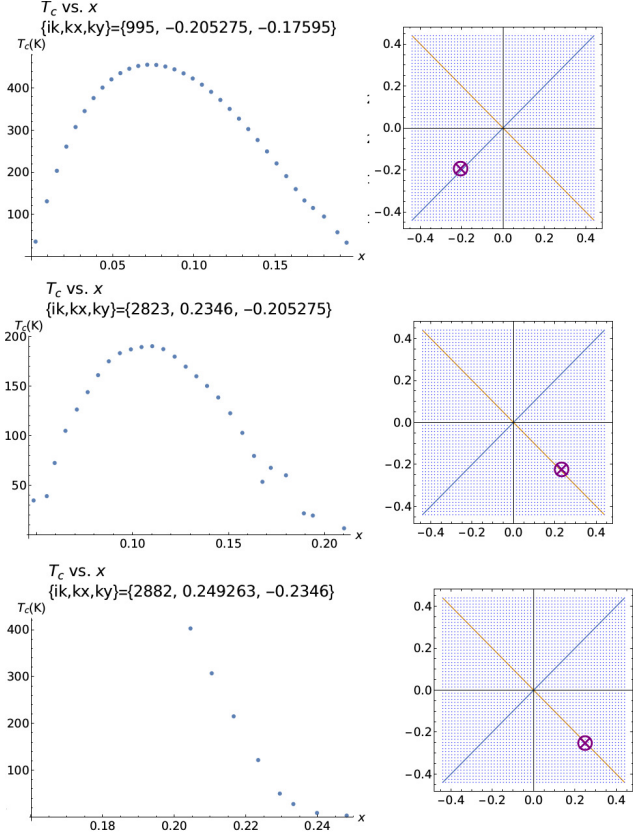 T_c vs. x
{ik,kx,ky}={995, −0.205275, −0.17595}
T_c(K)
400
300
200
100
0.05 0.10 0.15 x
0.4
0.2
0.0
−0.2
−0.4
−0.4 −0.2 0.0 0.2 0.4
T_c vs. x
{ik,kx,ky}={2823, 0.2346, −0.205275}
T_c(K)
200
150
100
50
0.10 0.15 0.20 x
0.4
0.2
0.0
−0.2
−0.4
−0.4 −0.2 0.0 0.2 0.4
T_c vs. x
{ik,kx,ky}={2882, 0.249263, −0.2346}
T_c(K)
400
300
200
100
0.18 0.20 0.22 0.24 x
0.4
0.2
0.0
−0.2
−0.4
−0.4 −0.2 0.0 0.2 0.4